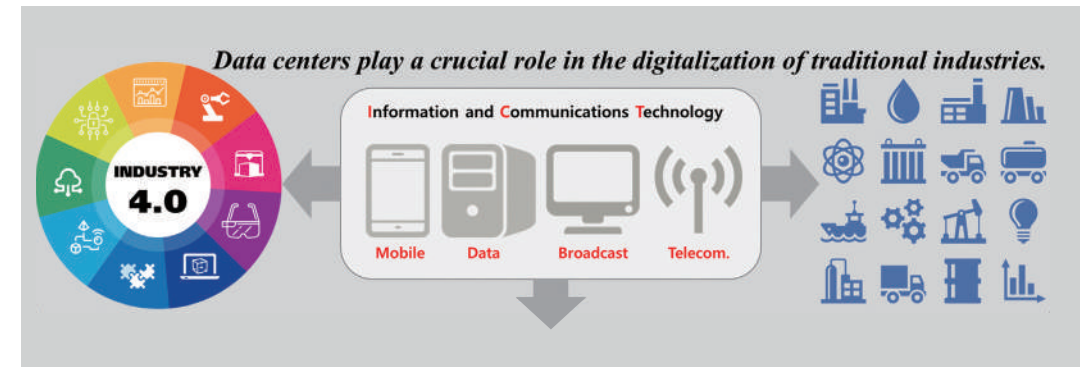 Data centers play a crucial role in the digitalization of traditional industries.
Information and Communications Technology
INDUSTRY
4.0
Mobile
Data
Broadcast
Telecom.